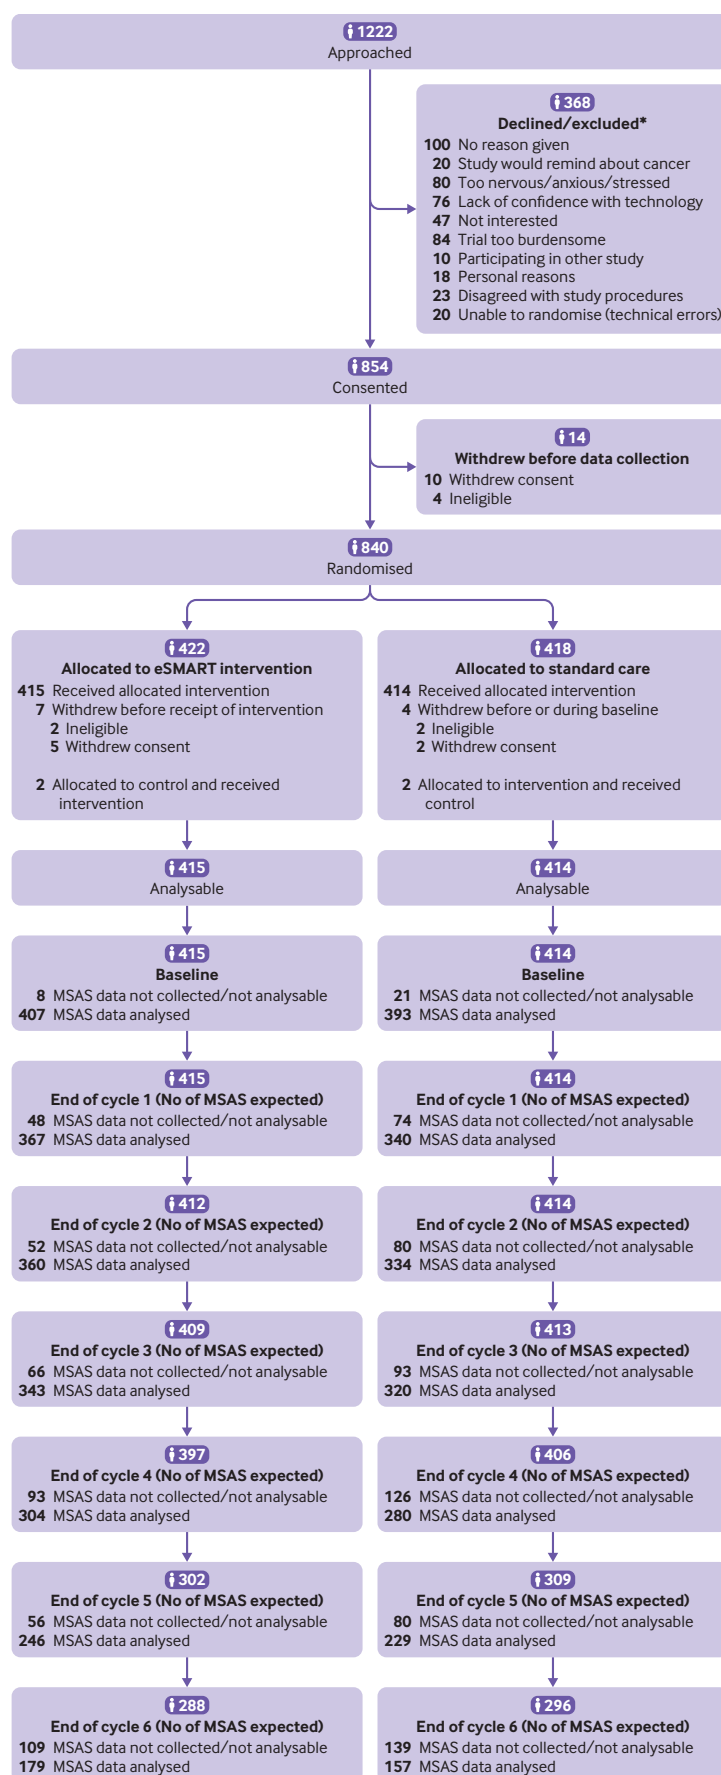 1222
Approached
368
Declined/excluded*
100 No reason given
20 Study would remind about cancer
80 Too nervous/anxious/stressed
76 Lack of confidence with technology
47 Not interested
84 Trial too burdensome
10 Participating in other study
18 Personal reasons
23 Disagreed with study procedures
20 Unable to randomise (technical errors)
854
Consented
14
Withdrew before data collection
10 Withdrew consent
4 Ineligible
840
Randomised
422
Allocated to eSMART intervention
415 Received allocated intervention
7 Withdrew before receipt of intervention
2 Ineligible
5 Withdrew consent
2 Allocated to control and received
intervention
418
Allocated to standard care
414 Received allocated intervention
4 Withdrew before or during baseline
2 Ineligible
2 Withdrew consent
2 Allocated to intervention and received
control
415
Analysable
414
Analysable
415
Baseline
8 MSAS data not collected/not analysable
407 MSAS data analysed
414
Baseline
21 MSAS data not collected/not analysable
393 MSAS data analysed
415
End of cycle 1 (No of MSAS expected)
48 MSAS data not collected/not analysable
367 MSAS data analysed
414
End of cycle 1 (No of MSAS expected)
74 MSAS data not collected/not analysable
340 MSAS data analysed
412
End of cycle 2 (No of MSAS expected)
52 MSAS data not collected/not analysable
360 MSAS data analysed
414
End of cycle 2 (No of MSAS expected)
80 MSAS data not collected/not analysable
334 MSAS data analysed
409
End of cycle 3 (No of MSAS expected)
66 MSAS data not collected/not analysable
343 MSAS data analysed
413
End of cycle 3 (No of MSAS expected)
93 MSAS data not collected/not analysable
320 MSAS data analysed
397
End of cycle 4 (No of MSAS expected)
93 MSAS data not collected/not analysable
304 MSAS data analysed
406
End of cycle 4 (No of MSAS expected)
126 MSAS data not collected/not analysable
280 MSAS data analysed
302
End of cycle 5 (No of MSAS expected)
56 MSAS data not collected/not analysable
246 MSAS data analysed
309
End of cycle 5 (No of MSAS expected)
80 MSAS data not collected/not analysable
229 MSAS data analysed
288
End of cycle 6 (No of MSAS expected)
109 MSAS data not collected/not analysable
179 MSAS data analysed
296
End of cycle 6 (No of MSAS expected)
139 MSAS data not collected/not analysable
157 MSAS data analysed